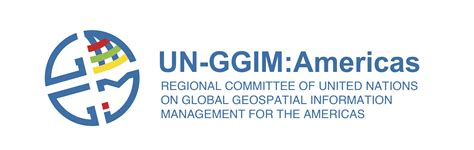 UN-GGIM:Americas
REGIONAL COMMITTEE OF UNITED NATIONS
ON GLOBAL GEOSPATIAL INFORMATION
MANAGEMENT FOR THE AMERICAS